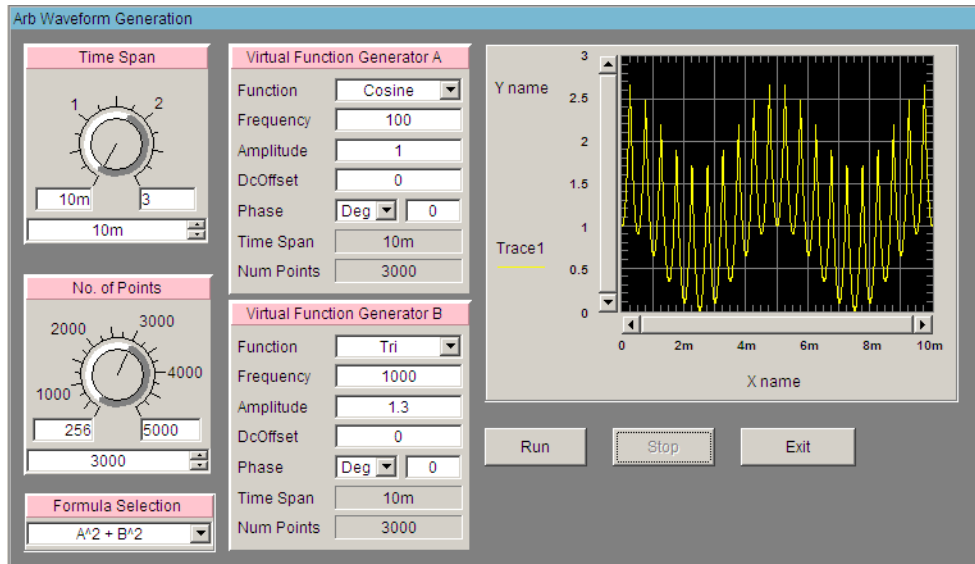 Arb Waveform Generation
Time Span
1
2
10m
3
10m
No. of Points
1000
2000
3000
4000
256
5000
3000
Formula Selection
A^2 + B^2
Virtual Function Generator A
Function Cosine
Frequency 100
Amplitude 1
DcOffset 0
Phase Deg 0
Time Span 10m
Num Points 3000
Virtual Function Generator B
Function Tri
Frequency 1000
Amplitude 1.3
DcOffset 0
Phase Deg 0
Time Span 10m
Num Points 3000
Y name
Trace1
3
2.5
2
1.5
1
0.5
0
0 2m 4m 6m 8m 10m
X name
Run Stop Exit